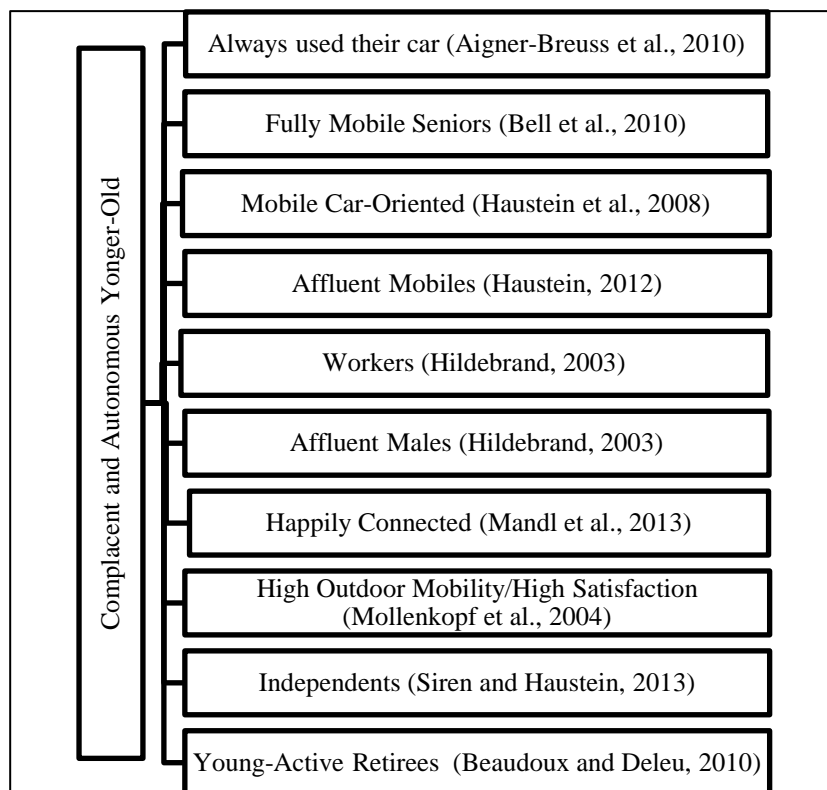 Complacent and Autonomous Yonger-Old
Always used their car (Aigner-Breuss et al., 2010)
Fully Mobile Seniors (Bell et al., 2010)
Mobile Car-Oriented (Haustein et al., 2008)
Affluent Mobiles (Haustein, 2012)
Workers (Hildebrand, 2003)
Affluent Males (Hildebrand, 2003)
Happily Connected (Mandl et al., 2013)
High Outdoor Mobility/High Satisfaction
(Mollenkopf et al., 2004)
Independents (Siren and Haustein, 2013)
Young-Active Retirees (Beaudoux and Deleu, 2010)